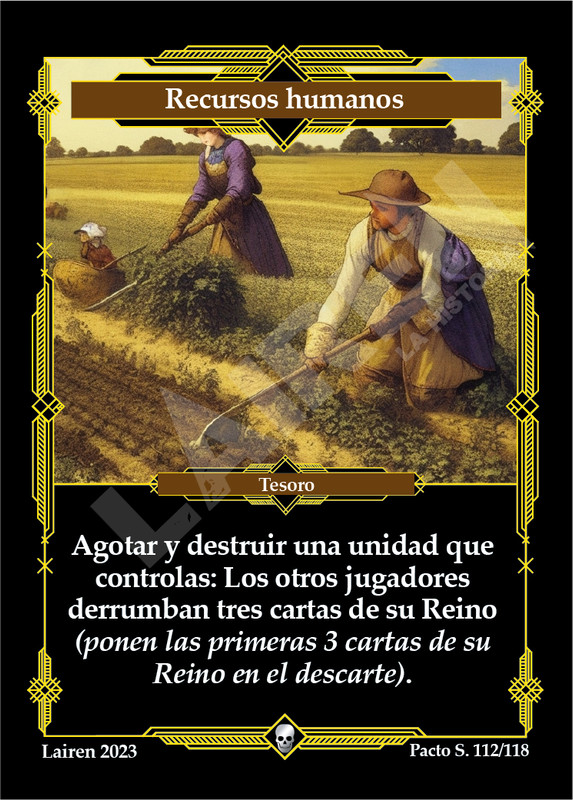 Recursos humanos
Tesoro
Agotar y destruir una unidad que
controlas: Los otros jugadores
derrumban tres cartas de su Reino
(ponen las primeras 3 cartas de su
Reino en el descarte).
Lairen 2023
Pacto S. 112/118